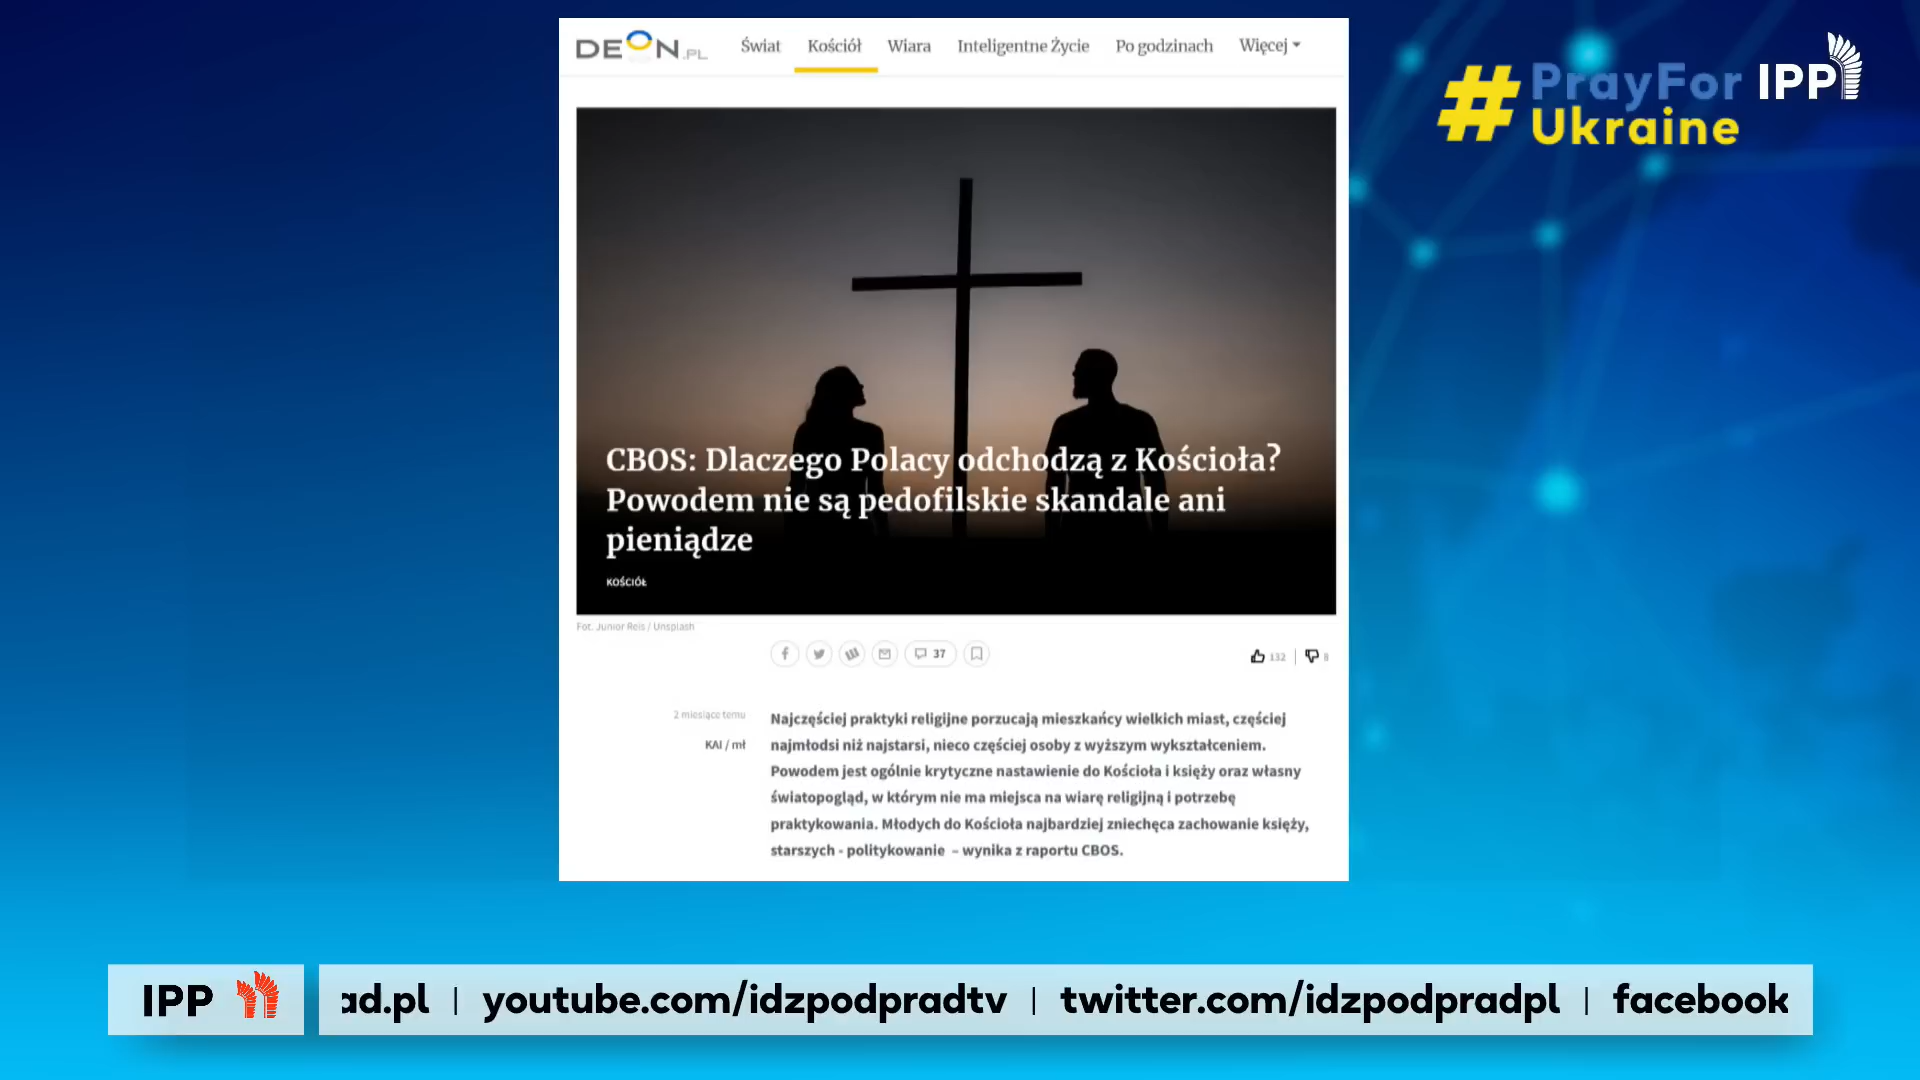 DEON.PL
Świat Kościół Wiara Inteligentne Życie Po godzinach Więcej
#PrayFor
Ukraine
IPP
CBOS: Dlaczego Polacy odchodzą z Kościoła?
Powodem nie są pedofilskie skandale ani
pieniądze
KOŚCIÓŁ
Fot. Junior Reis / Unsplash
37
132
2 miesiące temu
KAI / mł
Najczęściej praktyki religijne porzucają mieszkańcy wielkich miast, częściej
najmłodsi niż najstarsi, nieco częściej osoby z wyższym wykształceniem.
Powodem jest ogólnie krytyczne nastawienie do Kościoła i księży oraz własny
światopogląd, w którym nie ma miejsca na wiarę religijną i potrzebę
praktykowania. Młodych do Kościoła najbardziej zniechęca zachowanie księży,
starszych - politykowanie – wynika z raportu CBOS.
IPP
ad.pl | youtube.com/idzpodpradtv | twitter.com/idzpodpradpl | facebook